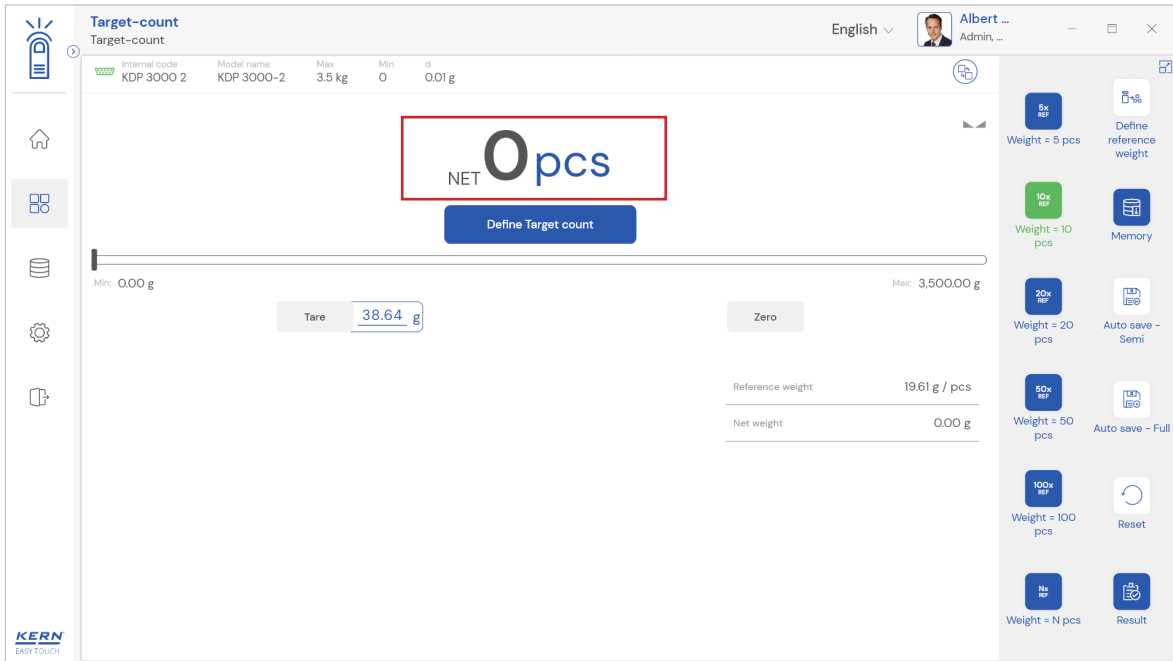 Target-count
Target-count
English
Albert ...
Admin, ...
Internal code
KDP 3000 2
Model name
KDP 3000-2
Max
3.5 kg
Min
0
d
0.01 g
NET 0 pcs
Define Target count
Min: 0.00 g
Max: 3,500.00 g
Tare
38.64 g
Zero
Reference weight 19.61 g / pcs
Net weight 0.00 g
5x
REF
Weight = 5 pcs
Define
reference
weight
10x
REF
Weight = 10
pcs
Memory
20x
REF
Weight = 20
pcs
Auto save -
Semi
50x
REF
Weight = 50
pcs
Auto save - Full
100x
REF
Weight = 100
pcs
Reset
Nx
REF
Weight = N pcs
Result
KERN
EASY TOUCH